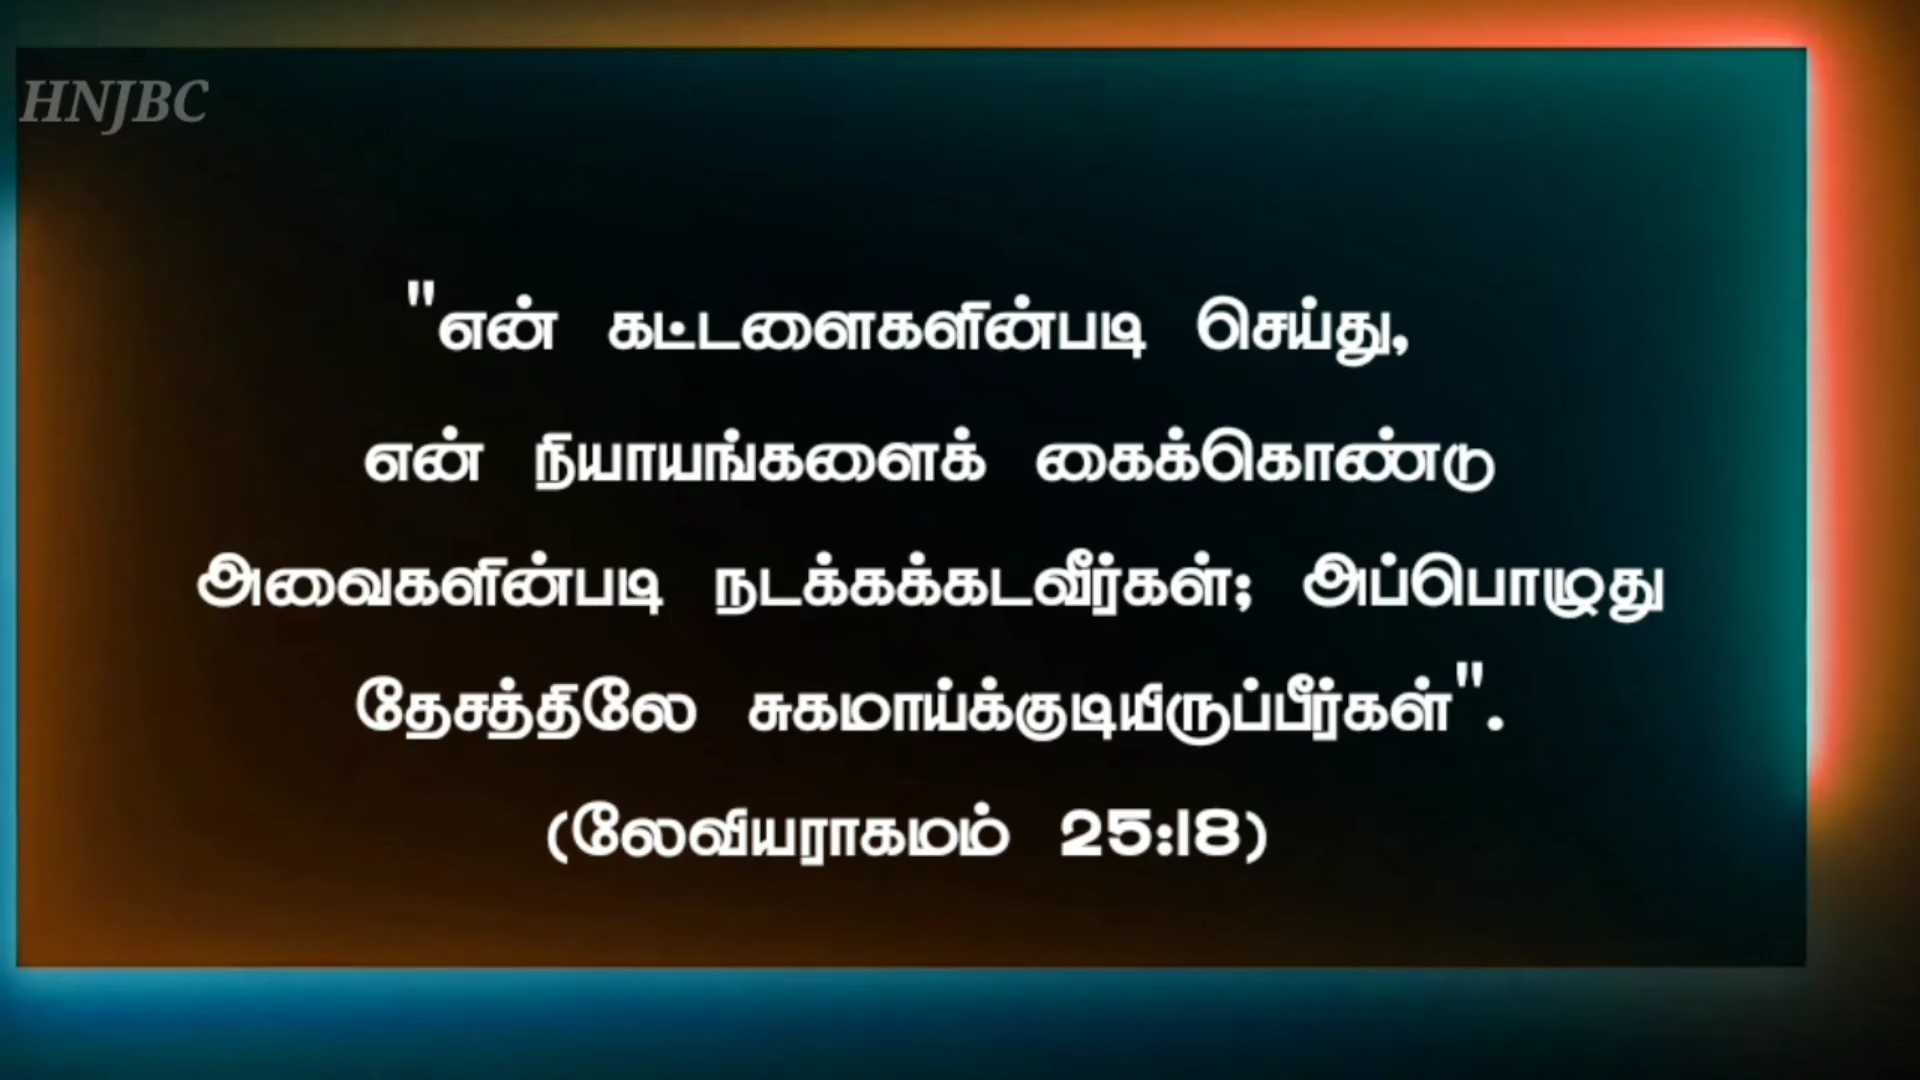 HNJBC
"என் கட்டளைகளின்படி செய்து,
என் நியாயங்களைக் கைக்கொண்டு
அவைகளின்படி நடக்கக்கடவீர்கள்; அப்பொழுது
தேசத்திலே சுகமாய்க்குடியிருப்பீர்கள்".
(லேவியராகமம் 25:18)